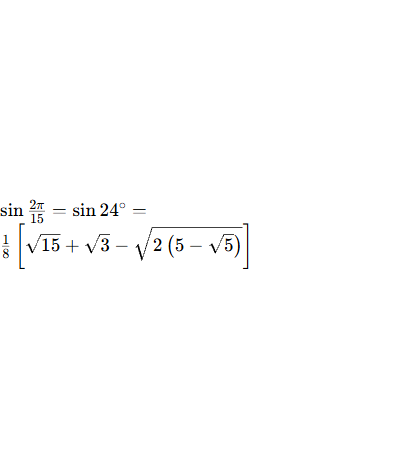 sin 2π/15 = sin 24° =
1/8 [√15 + √3 − √(2 (5 − √5))]